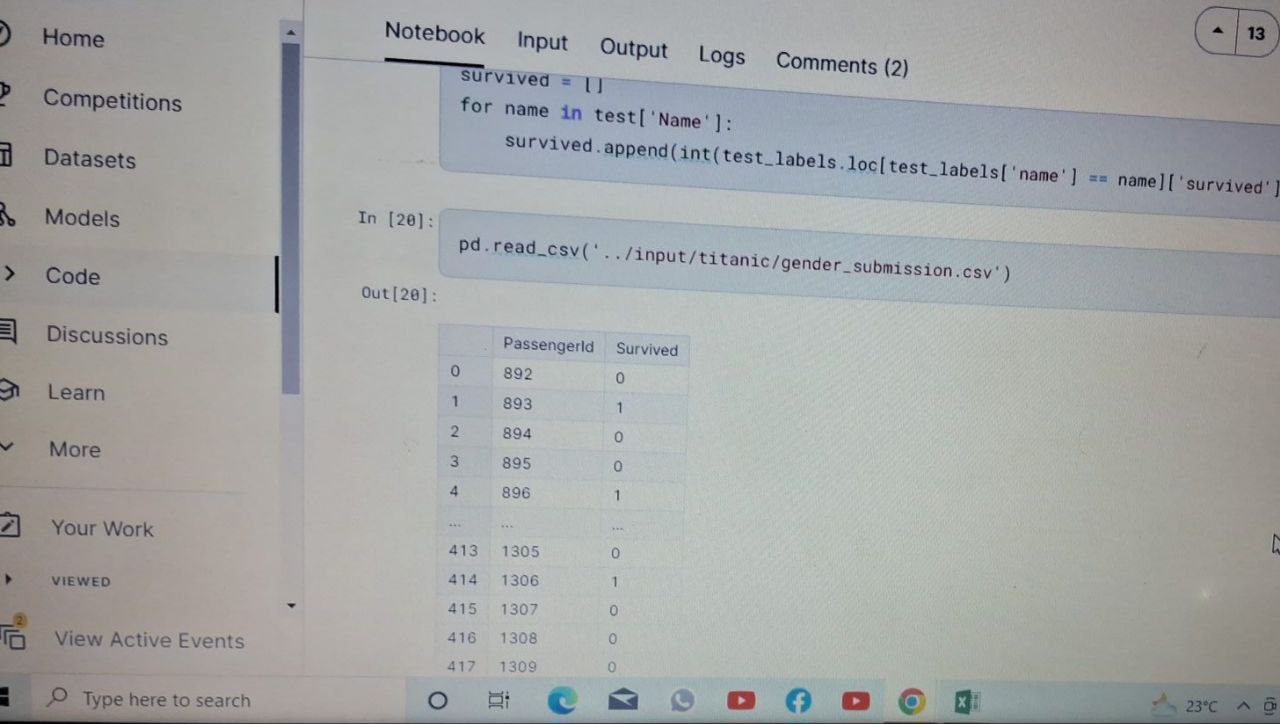 Home
Competitions
Datasets
Models
Code
Discussions
Learn
More
Your Work
VIEWED
2
View Active Events
Notebook Input Output Logs Comments (2)
13
survived = []
for name in test['Name']:
survived.append(int(test_labels.loc[test_labels['name'] == name]['survived']
In [20]:
pd.read_csv('../input/titanic/gender_submission.csv')
Out[20]:
PassengerId Survived
0 892 0
1 893 1
2 894 0
3 895 0
4 896 1
... ... ...
413 1305 0
414 1306 1
415 1307 0
416 1308 0
417 1309 0
Type here to search
23°C